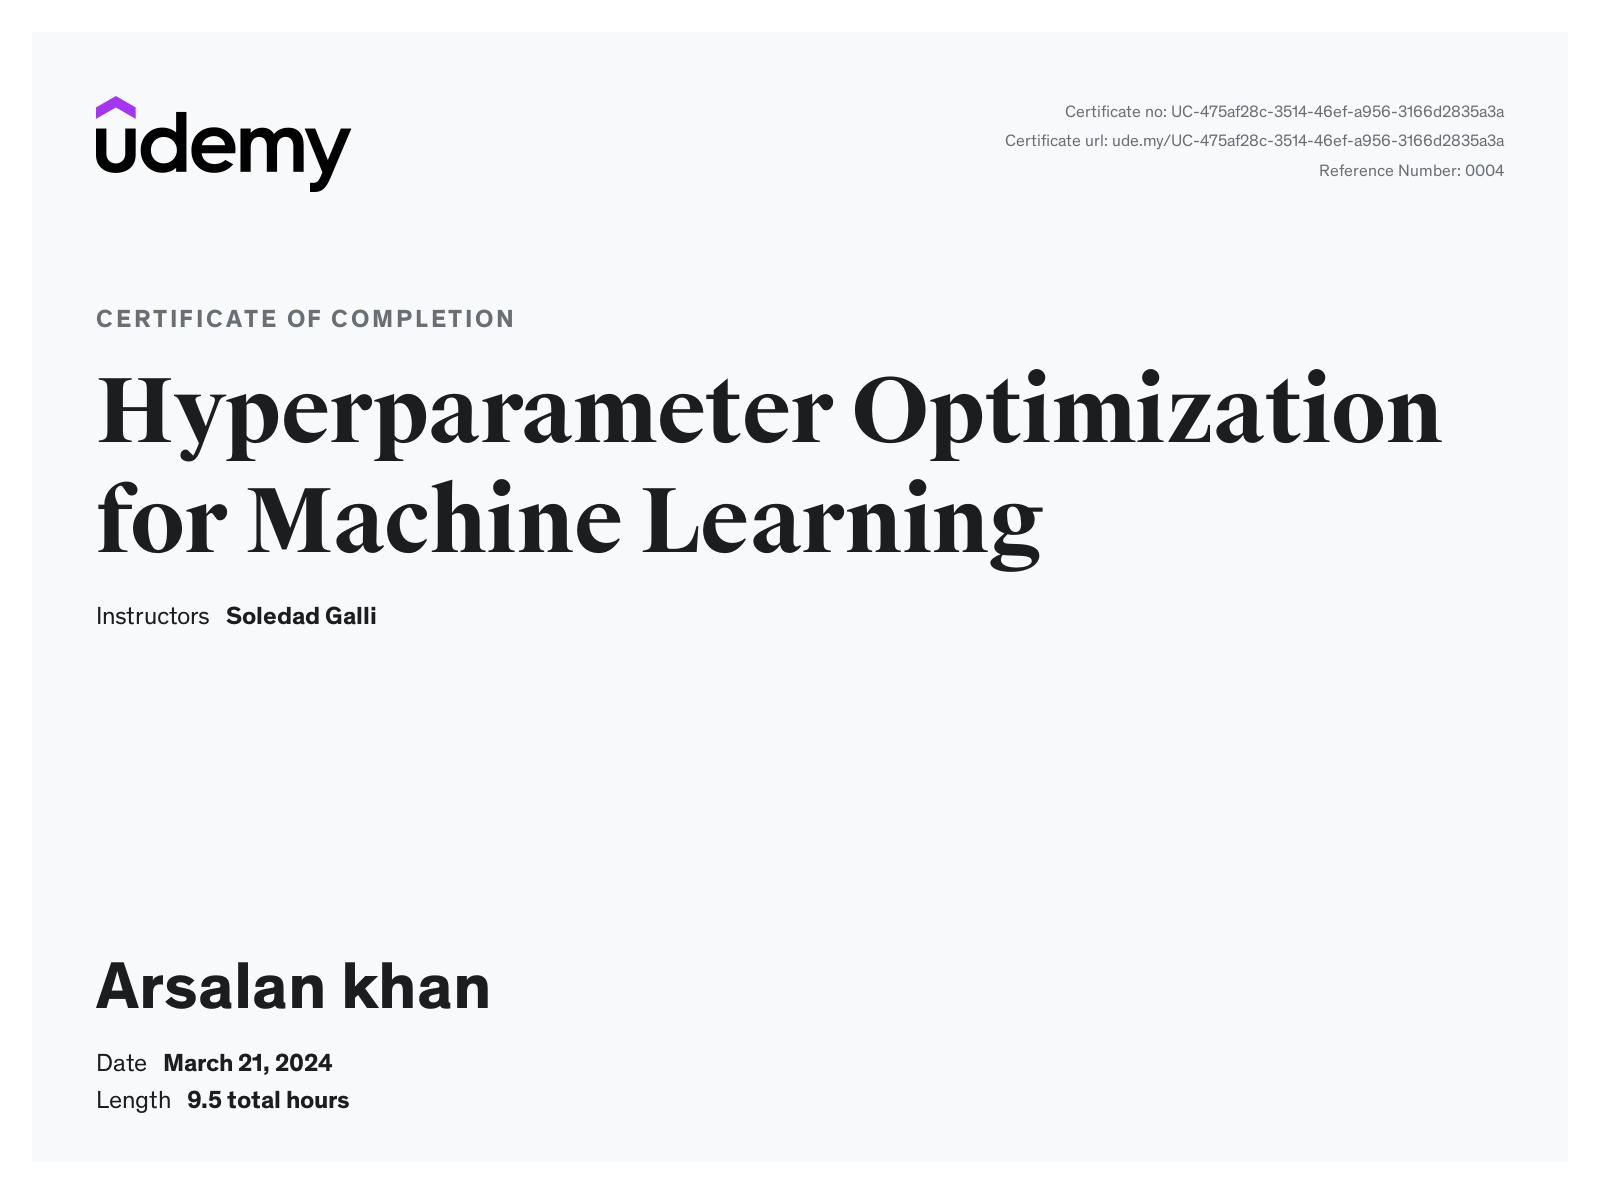 udemy
Certificate no: UC-475af28c-3514-46ef-a956-3166d2835a3a
Certificate url: ude.my/UC-475af28c-3514-46ef-a956-3166d2835a3a
Reference Number: 0004
CERTIFICATE OF COMPLETION
Hyperparameter Optimization
for Machine Learning
Instructors Soledad Galli
Arsalan khan
Date March 21, 2024
Length 9.5 total hours